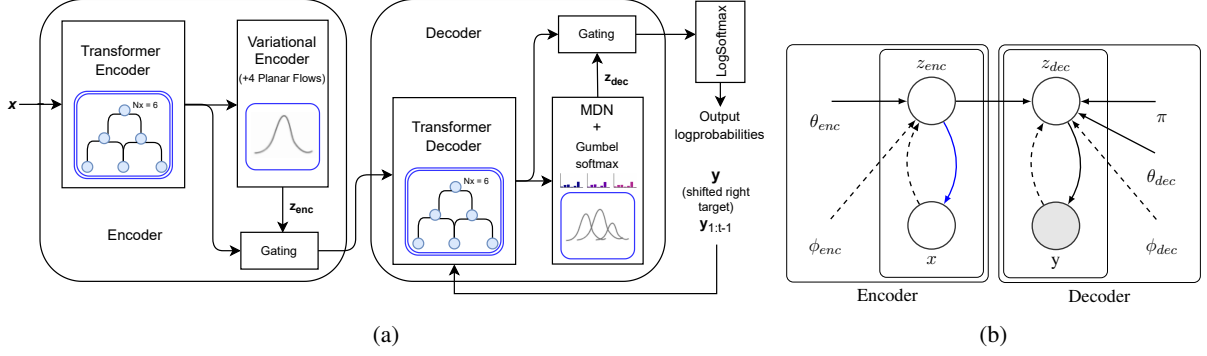 Transformer
Encoder
Nx = 6
x
Variational
Encoder
(+4 Planar Flows)
z_enc
Gating
Encoder
Decoder
Transformer
Decoder
Nx = 6
Gating
z_dec
MDN
+
Gumbel
softmax
LogSoftmax
Output
logprobabilities
y
(shifted right
target)
y_1:t-1
(a)
z_enc
z_dec
θ_enc
π
θ_dec
ϕ_enc
x
y
ϕ_dec
Encoder
Decoder
(b)